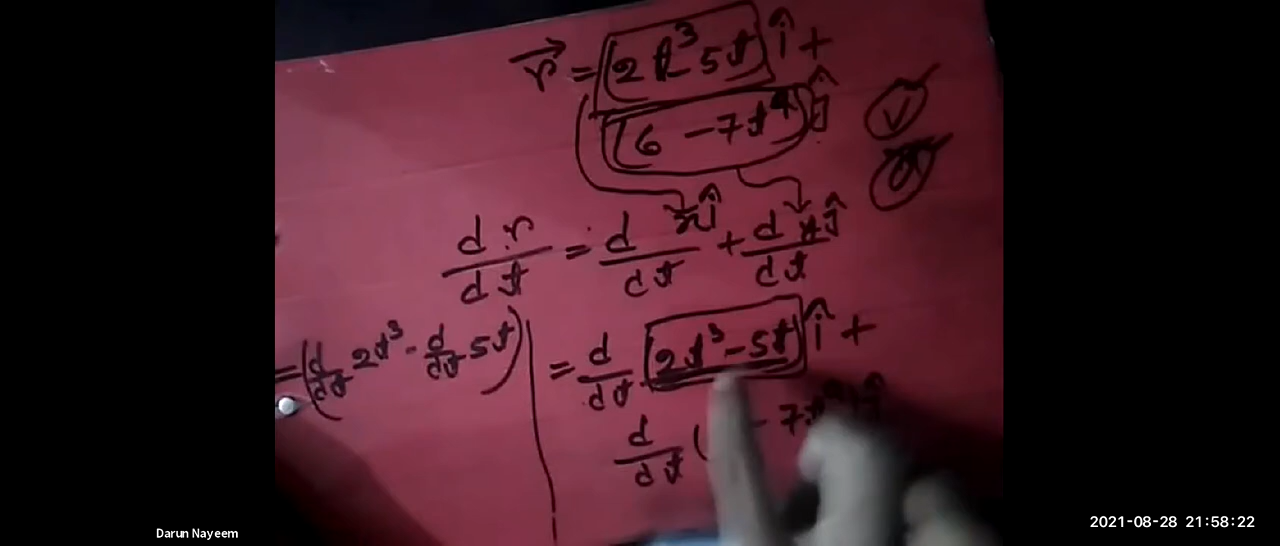 r⃗ = (2t³ 5t) î +
(6 - 7t⁴) ĵ
dr/dt = d xî/dt + d yĵ/dt
= (d/dt 2t³ - d/dt 5t)
= d/dt (2t³ - 5t) î +
d/dt ( - 7t
Darun Nayeem
2021-08-28 21:58:22